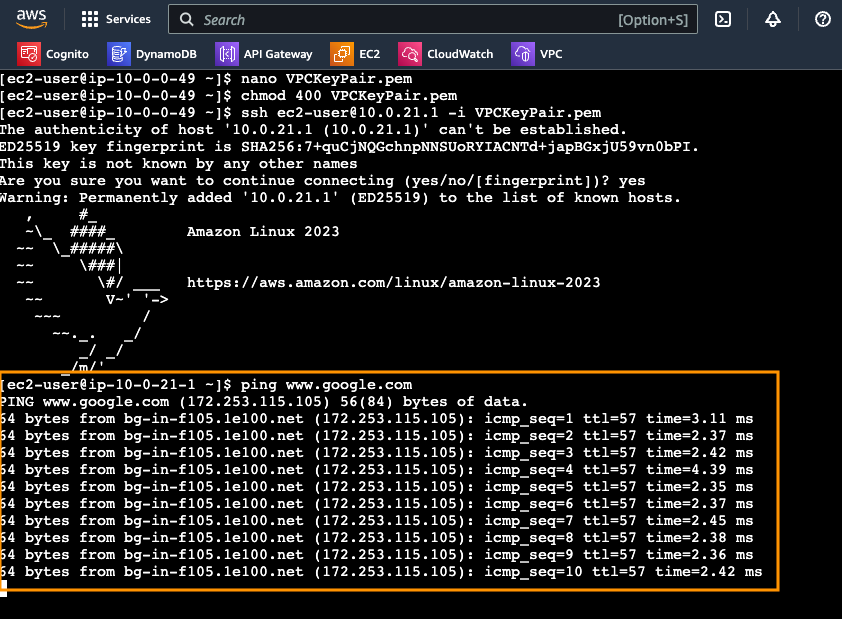 aws
Services
Search
[Option+S]
Cognito
DynamoDB
API Gateway
EC2
CloudWatch
VPC
[ec2-user@ip-10-0-0-49 ~]$ nano VPCKeyPair.pem
[ec2-user@ip-10-0-0-49 ~]$ chmod 400 VPCKeyPair.pem
[ec2-user@ip-10-0-0-49 ~]$ ssh ec2-user@10.0.21.1 -i VPCKeyPair.pem
The authenticity of host '10.0.21.1 (10.0.21.1)' can't be established.
ED25519 key fingerprint is SHA256:7+quCjNQGchnpNNSUoRYIACNTd+japBGxjU59vn0bPI.
This key is not known by any other names
Are you sure you want to continue connecting (yes/no/[fingerprint])? yes
Warning: Permanently added '10.0.21.1' (ED25519) to the list of known hosts.
   ,     #_
   ~\_  ####_        Amazon Linux 2023
  ~~  \_#####\
  ~~     \###|
  ~~       \#/ ___   https://aws.amazon.com/linux/amazon-linux-2023
   ~~       V~' '->
    ~~~         /
      ~~._.   _/
         _/ _/
       _/m/'
[ec2-user@ip-10-0-21-1 ~]$ ping www.google.com
PING www.google.com (172.253.115.105) 56(84) bytes of data.
64 bytes from bg-in-f105.1e100.net (172.253.115.105): icmp_seq=1 ttl=57 time=3.11 ms
64 bytes from bg-in-f105.1e100.net (172.253.115.105): icmp_seq=2 ttl=57 time=2.37 ms
64 bytes from bg-in-f105.1e100.net (172.253.115.105): icmp_seq=3 ttl=57 time=2.42 ms
64 bytes from bg-in-f105.1e100.net (172.253.115.105): icmp_seq=4 ttl=57 time=4.39 ms
64 bytes from bg-in-f105.1e100.net (172.253.115.105): icmp_seq=5 ttl=57 time=2.35 ms
64 bytes from bg-in-f105.1e100.net (172.253.115.105): icmp_seq=6 ttl=57 time=2.37 ms
64 bytes from bg-in-f105.1e100.net (172.253.115.105): icmp_seq=7 ttl=57 time=2.45 ms
64 bytes from bg-in-f105.1e100.net (172.253.115.105): icmp_seq=8 ttl=57 time=2.38 ms
64 bytes from bg-in-f105.1e100.net (172.253.115.105): icmp_seq=9 ttl=57 time=2.36 ms
64 bytes from bg-in-f105.1e100.net (172.253.115.105): icmp_seq=10 ttl=57 time=2.42 ms